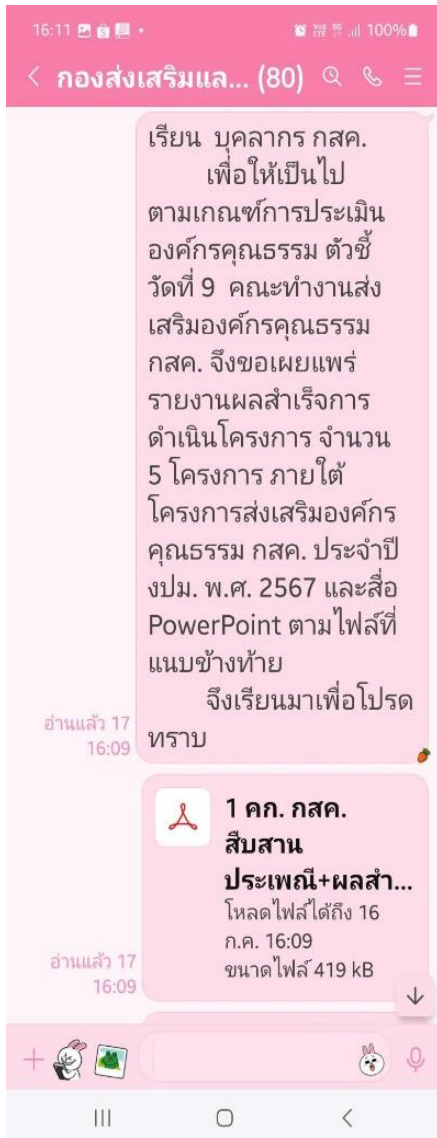 16:11
100%
กองส่งเสริมแล... (80)
เรียน บุคลากร กสค.
เพื่อให้เป็นไป
ตามเกณฑ์การประเมิน
องค์กรคุณธรรม ตัวชี้
วัดที่ 9 คณะทำงานส่ง
เสริมองค์กรคุณธรรม
กสค. จึงขอเผยแพร่
รายงานผลสำเร็จการ
ดำเนินโครงการ จำนวน
5 โครงการ ภายใต้
โครงการส่งเสริมองค์กร
คุณธรรม กสค. ประจำปี
งปม. พ.ศ. 2567 และสื่อ
PowerPoint ตามไฟล์ที่
แนบข้างท้าย
จึงเรียนมาเพื่อโปรด
ทราบ
อ่านแล้ว 17
16:09
1 คก. กสค.
สืบสาน
ประเพณี+ผลสำ...
โหลดไฟล์ได้ถึง 16
ก.ค. 16:09
ขนาดไฟล์ 419 kB
อ่านแล้ว 17
16:09